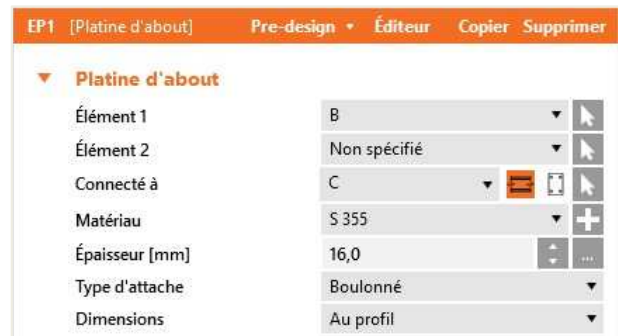 EP1 [Platine d'about] Pre-design Éditeur Copier Supprimer
Platine d'about
Élément 1 B
Élément 2 Non spécifié
Connecté à C
Matériau S 355
Épaisseur [mm] 16,0 ...
Type d'attache Boulonné
Dimensions Au profil